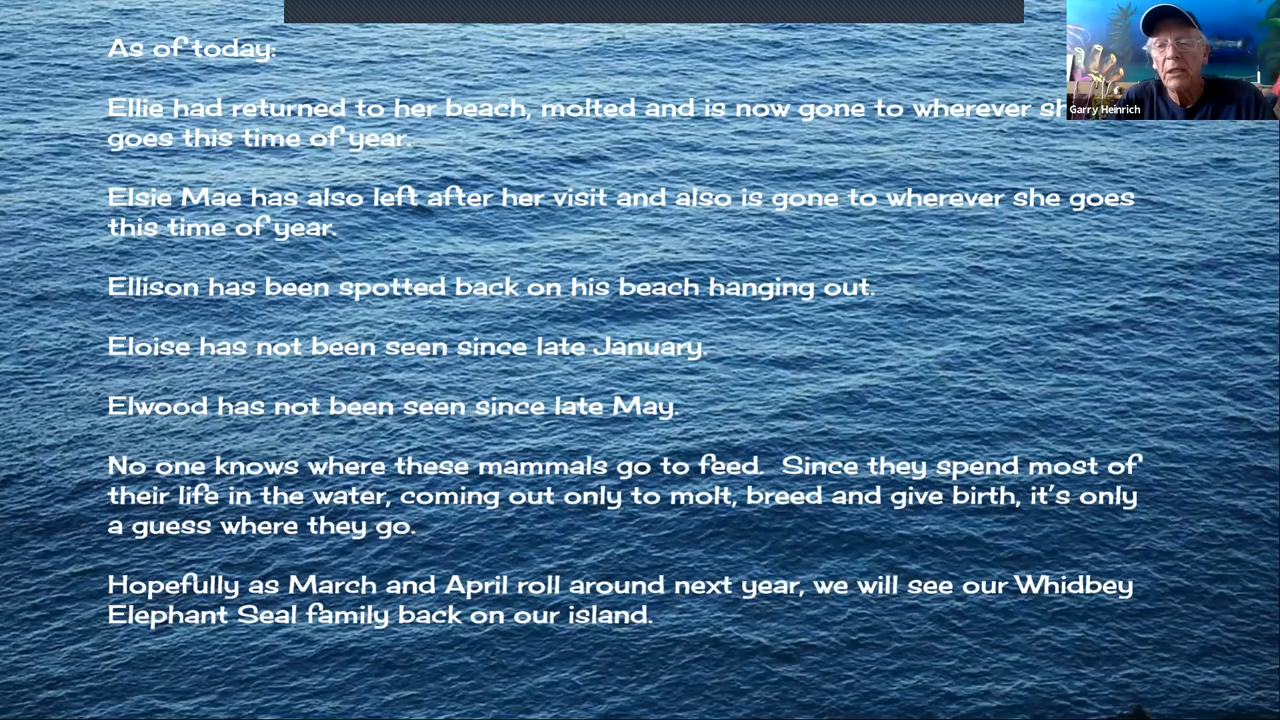 As of today:
Ellie had returned to her beach, molted and is now gone to wherever
goes this time of year.
Elsie Mae has also left after her visit and also is gone to wherever she goes
this time of year.
Ellison has been spotted back on his beach hanging out.
Eloise has not been seen since late January.
Elwood has not been seen since late May.
No one knows where these mammals go to feed.  Since they spend most of
their life in the water, coming out only to molt, breed and give birth, it's only
a guess where they go.
Hopefully as March and April roll around next year, we will see our Whidbey
Elephant Seal family back on our island.
Garry Heinrich